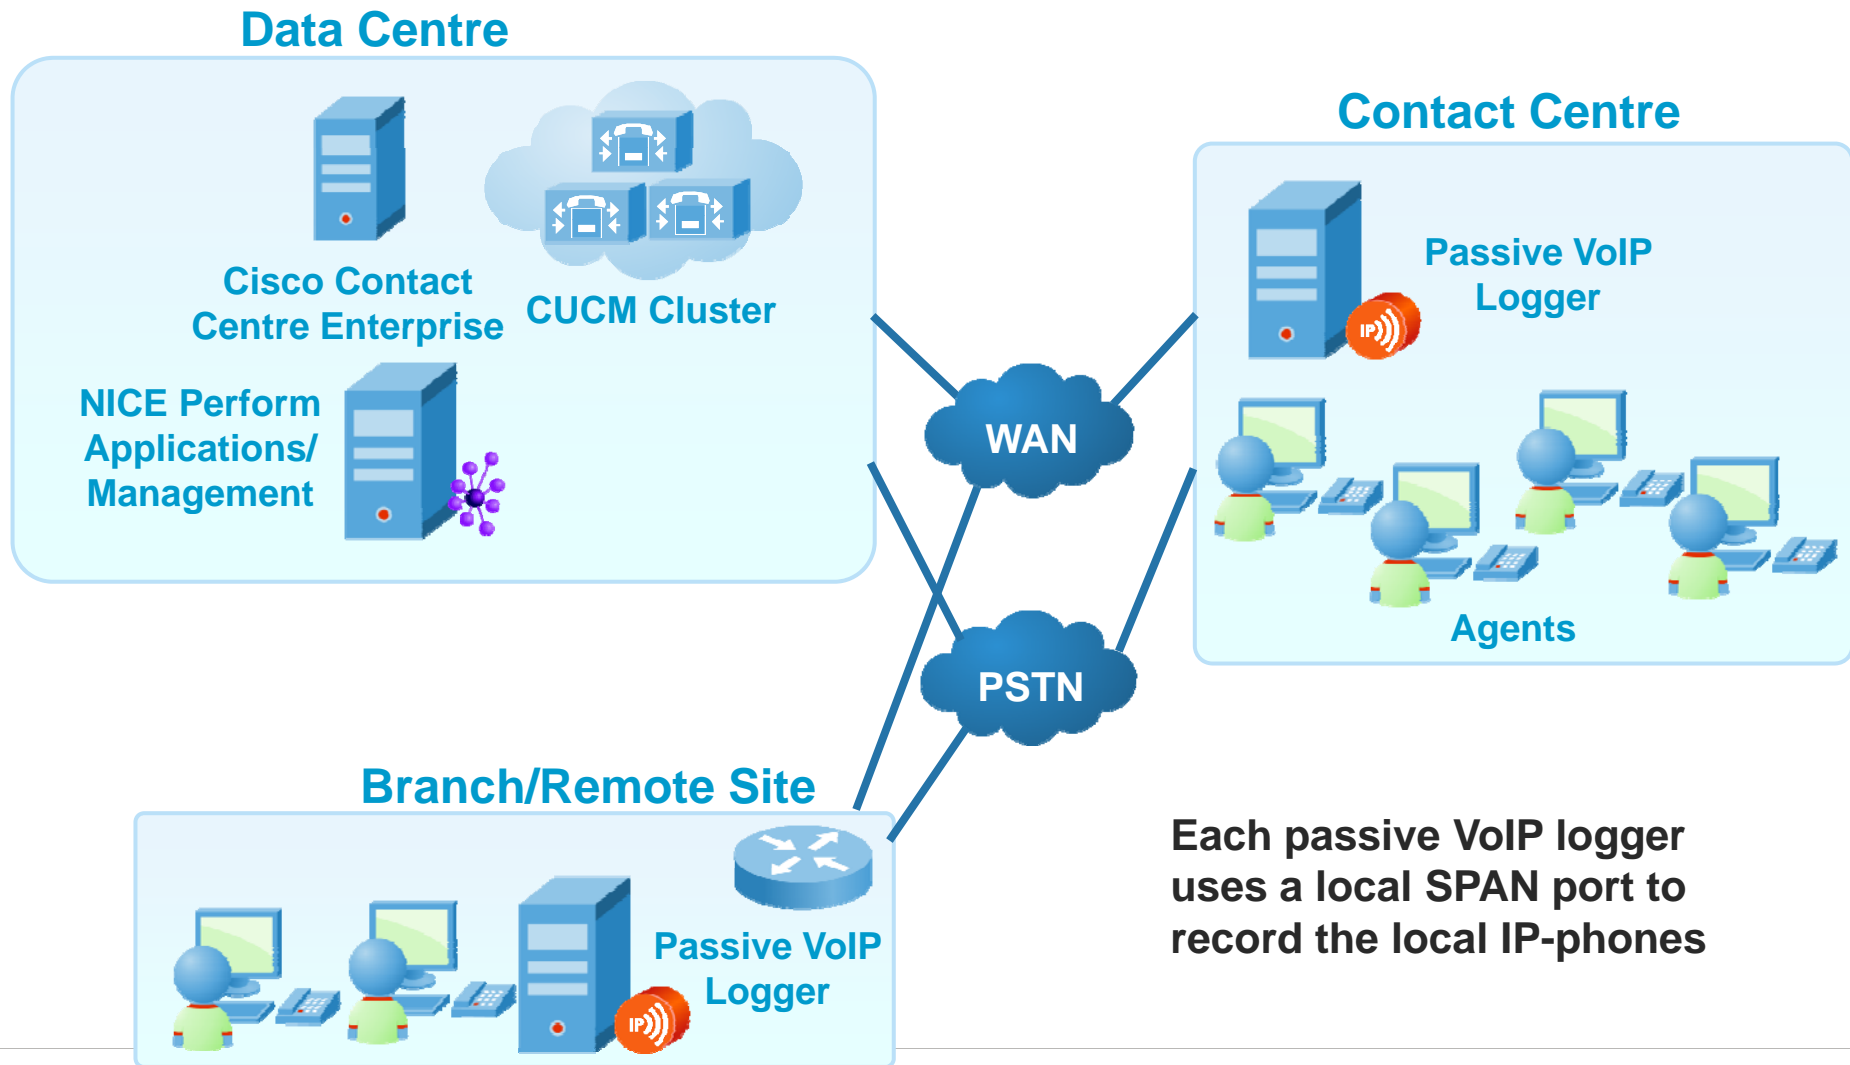 Data Centre
Cisco Contact
Centre Enterprise
CUCM Cluster
NICE Perform
Applications/
Management
WAN
PSTN
Contact Centre
Passive VoIP
Logger
IP
Agents
Branch/Remote Site
Passive VoIP
Logger
IP
Each passive VoIP logger
uses a local SPAN port to
record the local IP-phones